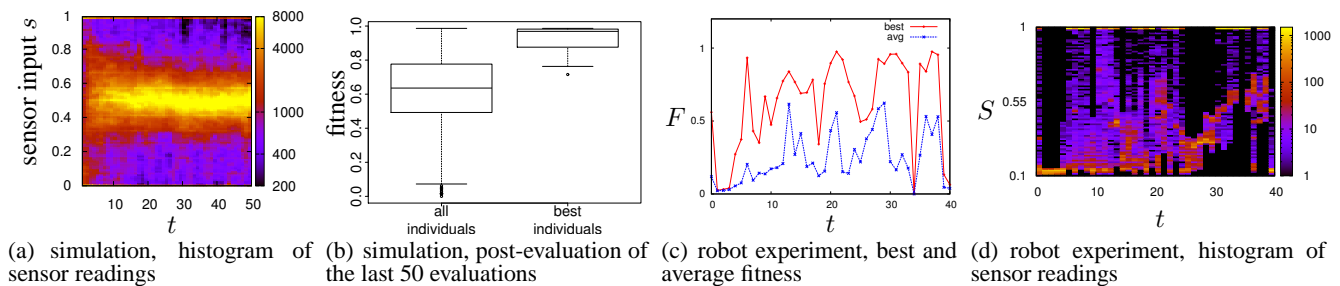 sensor input s
1
0.8
0.6
0.4
0.2
0
10 20 30 40 50
t
8000
4000
1000
400
200
fitness
1.0
0.8
0.6
0.4
0.2
0.0
all
individuals
best
individuals
F
1
0.5
0
0 10 20 30 40
t
best
avg
S
1
0.55
0.1
0 10 20 30 40
t
1000
100
10
1
(a) simulation, histogram of
sensor readings
(b) simulation, post-evaluation of
the last 50 evaluations
(c) robot experiment, best and
average fitness
(d) robot experiment, histogram of
sensor readings